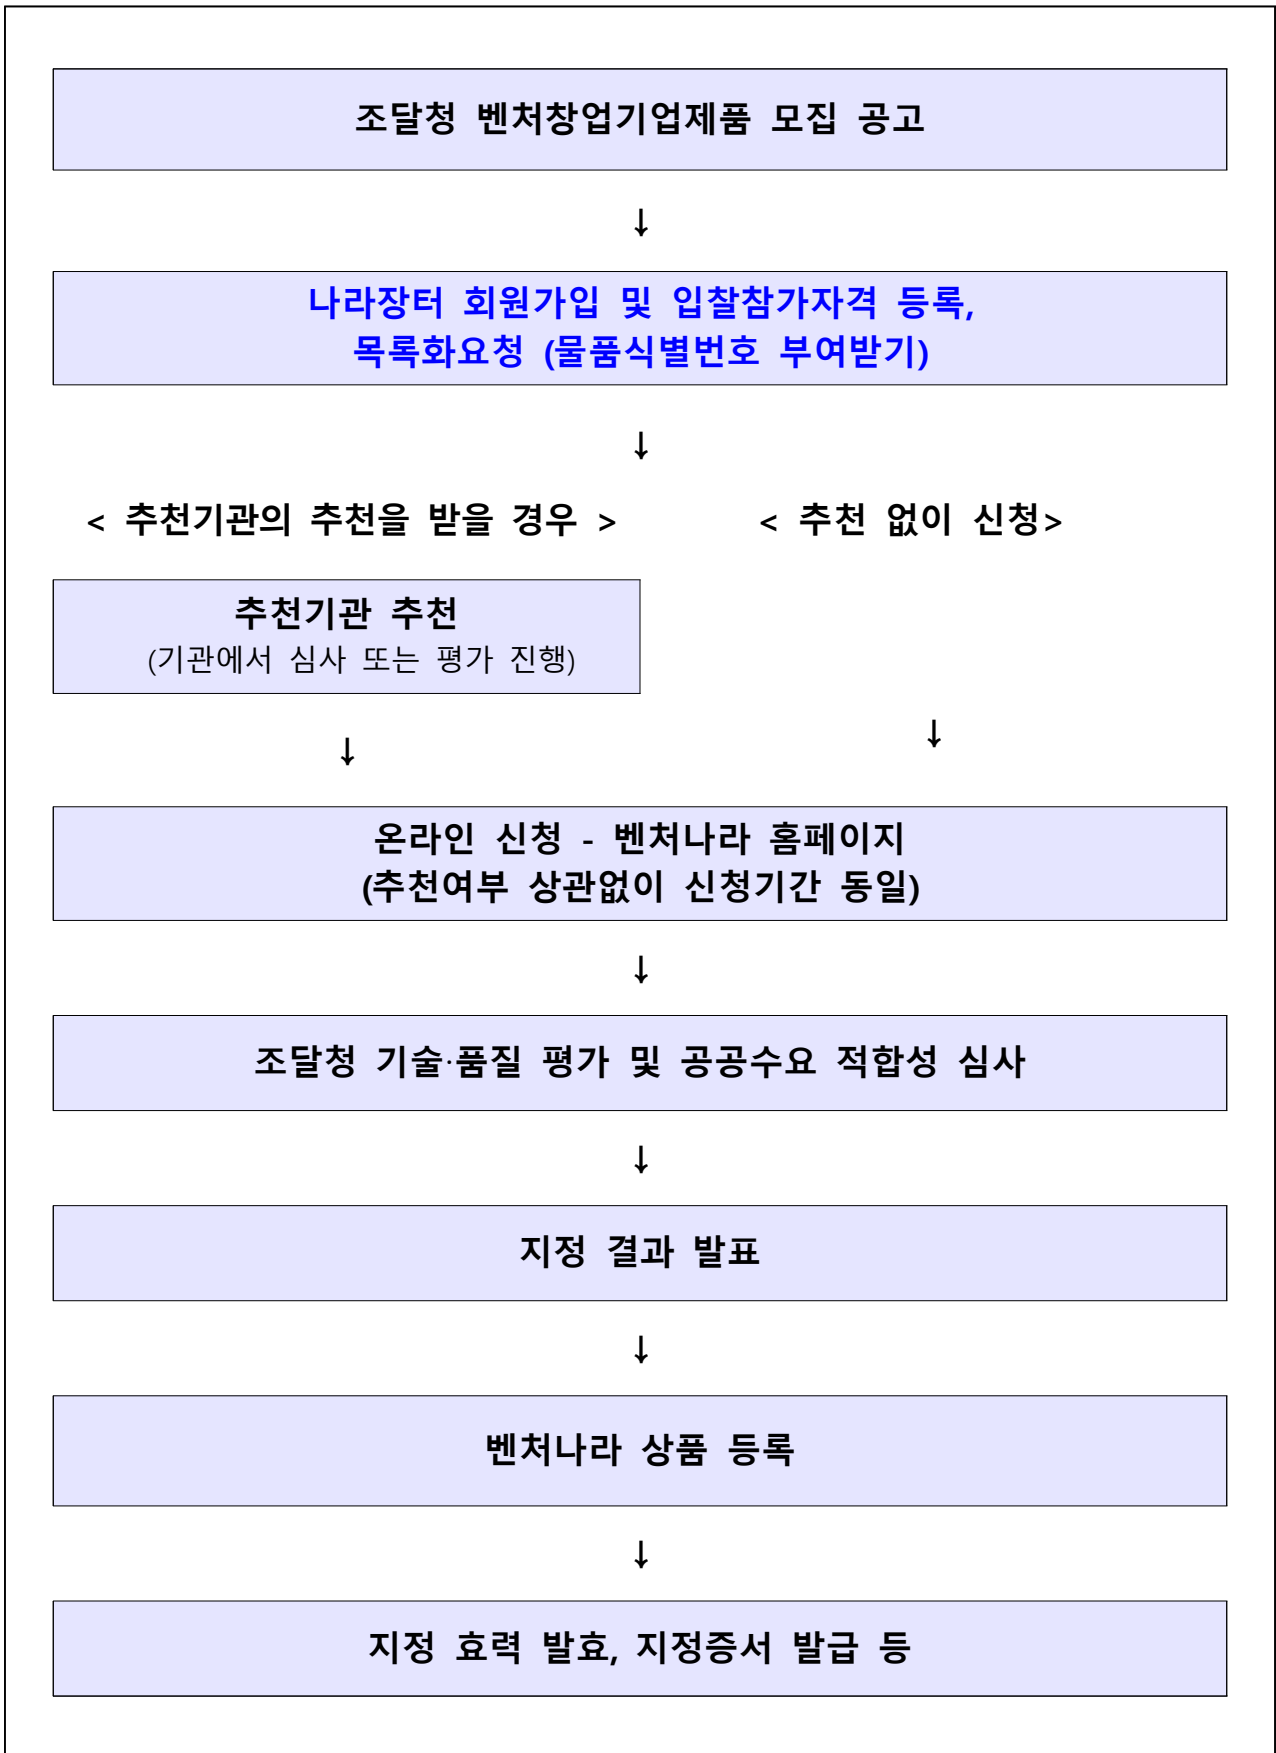 조달청 벤처창업기업제품 모집 공고
↓
나라장터 회원가입 및 입찰참가자격 등록,
목록화요청 (물품식별번호 부여받기)
↓
< 추천기관의 추천을 받을 경우 >
< 추천 없이 신청>
추천기관 추천
(기관에서 심사 또는 평가 진행)
↓
↓
온라인 신청 - 벤처나라 홈페이지
(추천여부 상관없이 신청기간 동일)
↓
조달청 기술·품질 평가 및 공공수요 적합성 심사
↓
지정 결과 발표
↓
벤처나라 상품 등록
↓
지정 효력 발효, 지정증서 발급 등